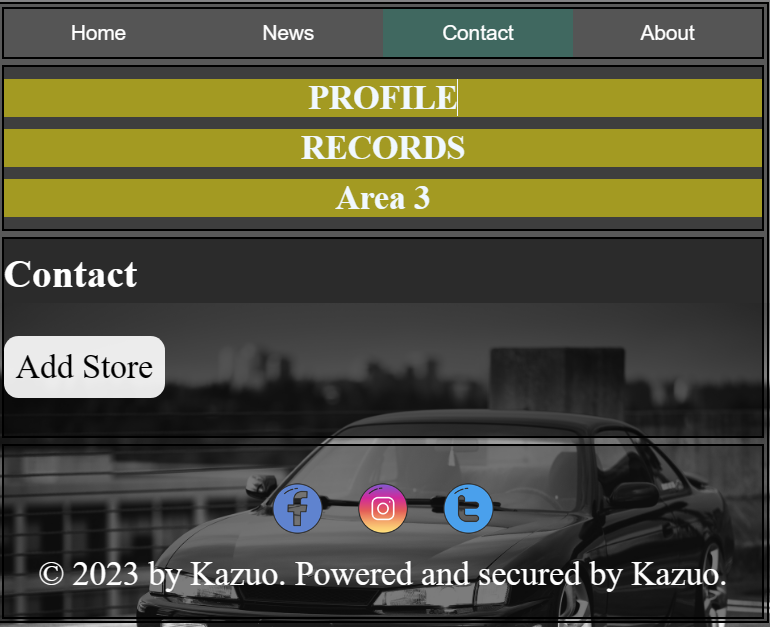 Home News Contact About
PROFILE
RECORDS
Area 3
Contact
Add Store
© 2023 by Kazuo. Powered and secured by Kazuo.